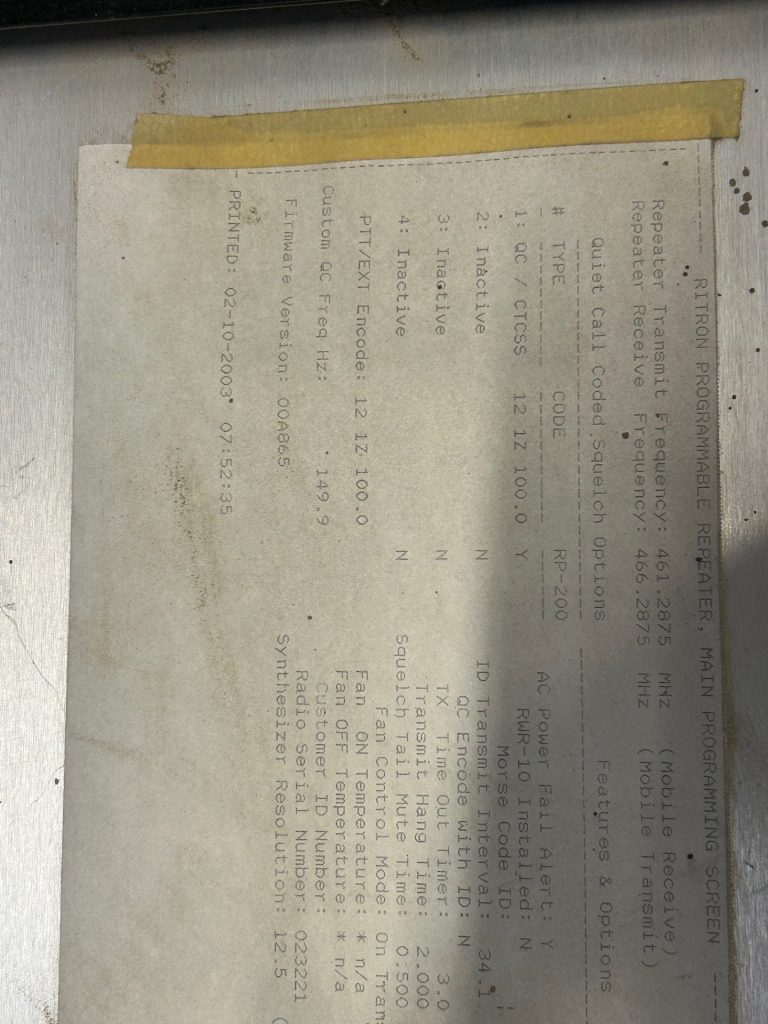 -------- RITRON PROGRAMMABLE REPEATER, MAIN PROGRAMMING SCREEN ----
Repeater Transmit Frequency: 461.2875 MHz (Mobile Receive)
Repeater Receive Frequency: 466.2875 MHz (Mobile Transmit)
Quiet Call Coded Squelch Options Features & Options
# TYPE CODE RP-200 AC Power Fail Alert: Y
RWR-10 Installed: N
1: QC / CTCSS 12 1Z 100.0 Y Morse Code ID:
ID Transmit Interval: 34.1
2: Inactive N QC Encode with ID: N
TX Time Out Timer: 3.0
3: Inactive N Transmit Hang Time: 2.000
Squelch Tail Mute Time: 0.500
4: Inactive N Fan Control Mode: On Tran
Fan ON Temperature: * n/a
PTT/EXT Encode: 12 1Z 100.0 Fan OFF Temperature: * n/a
Customer ID Number:
Custom QC Freq Hz: 149.9 Radio Serial Number: 023221
Firmware Version: 00A865 Synthesizer Resolution: 12.5 (
- PRINTED: 02-10-2003 07:52:35